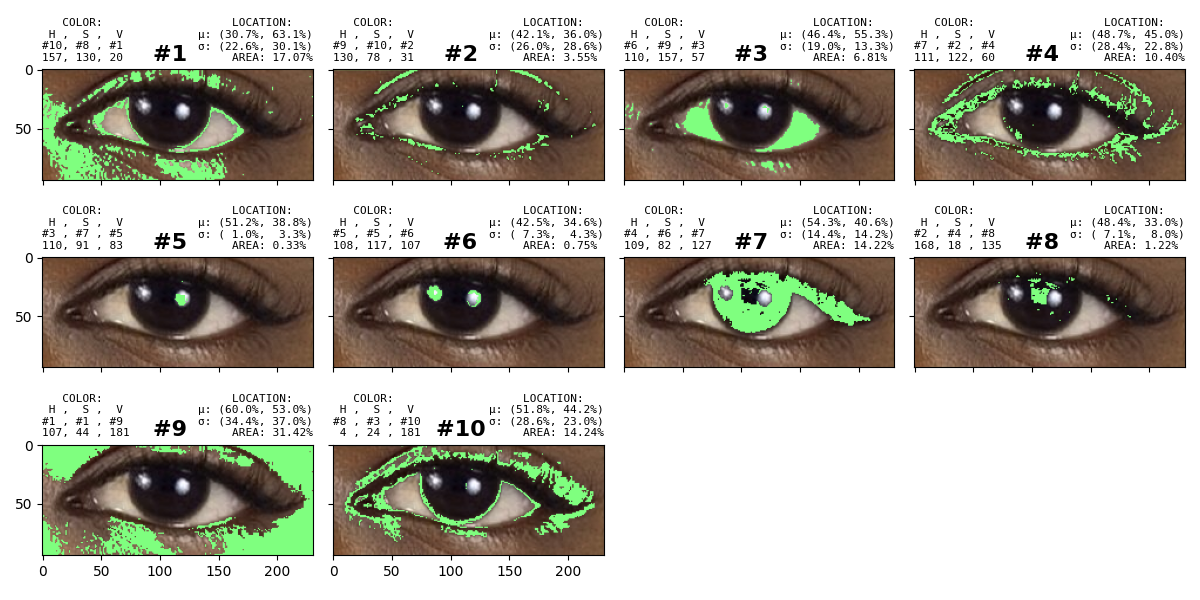 COLOR: LOCATION:
H , S , V μ: (30.7%, 63.1%)
#10, #8 , #1 σ: (22.6%, 30.1%)
157, 130, 20 #1 AREA: 17.07%
COLOR: LOCATION:
H , S , V μ: (42.1%, 36.0%)
#9 , #10, #2 σ: (26.0%, 28.6%)
130, 78 , 31 #2 AREA: 3.55%
COLOR: LOCATION:
H , S , V μ: (46.4%, 55.3%)
#6 , #9 , #3 σ: (19.0%, 13.3%)
110, 157, 57 #3 AREA: 6.81%
COLOR: LOCATION:
H , S , V μ: (48.7%, 45.0%)
#7 , #2 , #4 σ: (28.4%, 22.8%)
111, 122, 60 #4 AREA: 10.40%
0
50
COLOR: LOCATION:
H , S , V μ: (51.2%, 38.8%)
#3 , #7 , #5 σ: ( 1.0%, 3.3%)
110, 91 , 83 #5 AREA: 0.33%
COLOR: LOCATION:
H , S , V μ: (42.5%, 34.6%)
#5 , #5 , #6 σ: ( 7.3%, 4.3%)
108, 117, 107 #6 AREA: 0.75%
COLOR: LOCATION:
H , S , V μ: (54.3%, 40.6%)
#4 , #6 , #7 σ: (14.4%, 14.2%)
109, 82 , 127 #7 AREA: 14.22%
COLOR: LOCATION:
H , S , V μ: (48.4%, 33.0%)
#2 , #4 , #8 σ: ( 7.1%, 8.0%)
168, 18 , 135 #8 AREA: 1.22%
0
50
COLOR: LOCATION:
H , S , V μ: (60.0%, 53.0%)
#1 , #1 , #9 σ: (34.4%, 37.0%)
107, 44 , 181 #9 AREA: 31.42%
COLOR: LOCATION:
H , S , V μ: (51.8%, 44.2%)
#8 , #3 , #10 σ: (28.6%, 23.0%)
4 , 24 , 181 #10 AREA: 14.24%
0
50
0 50 100 150 200
0 50 100 150 200